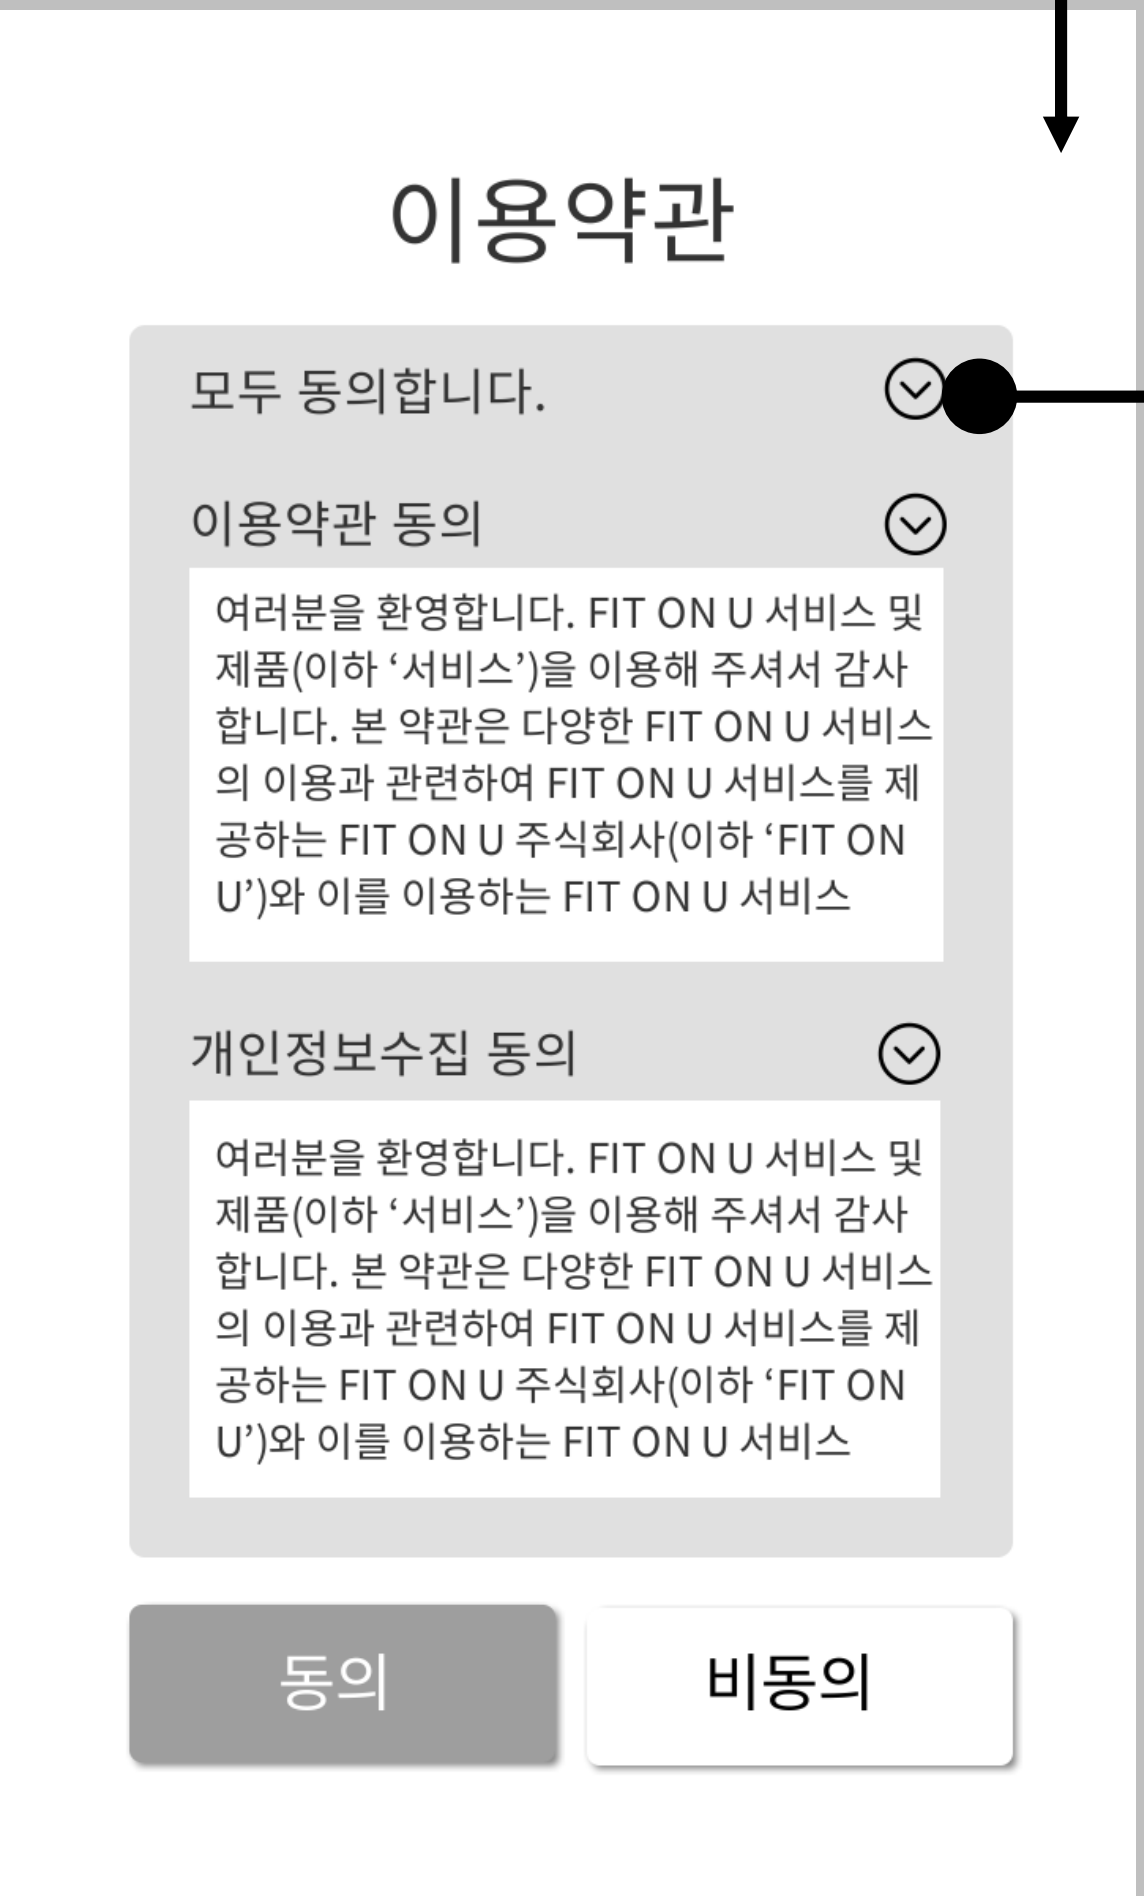 이용약관
모두 동의합니다.
이용약관 동의
여러분을 환영합니다. FIT ON U 서비스 및
제품(이하 ‘서비스’)을 이용해 주셔서 감사
합니다. 본 약관은 다양한 FIT ON U 서비스
의 이용과 관련하여 FIT ON U 서비스를 제
공하는 FIT ON U 주식회사(이하 ‘FIT ON
U’)와 이를 이용하는 FIT ON U 서비스
개인정보수집 동의
여러분을 환영합니다. FIT ON U 서비스 및
제품(이하 ‘서비스’)을 이용해 주셔서 감사
합니다. 본 약관은 다양한 FIT ON U 서비스
의 이용과 관련하여 FIT ON U 서비스를 제
공하는 FIT ON U 주식회사(이하 ‘FIT ON
U’)와 이를 이용하는 FIT ON U 서비스
동의
비동의